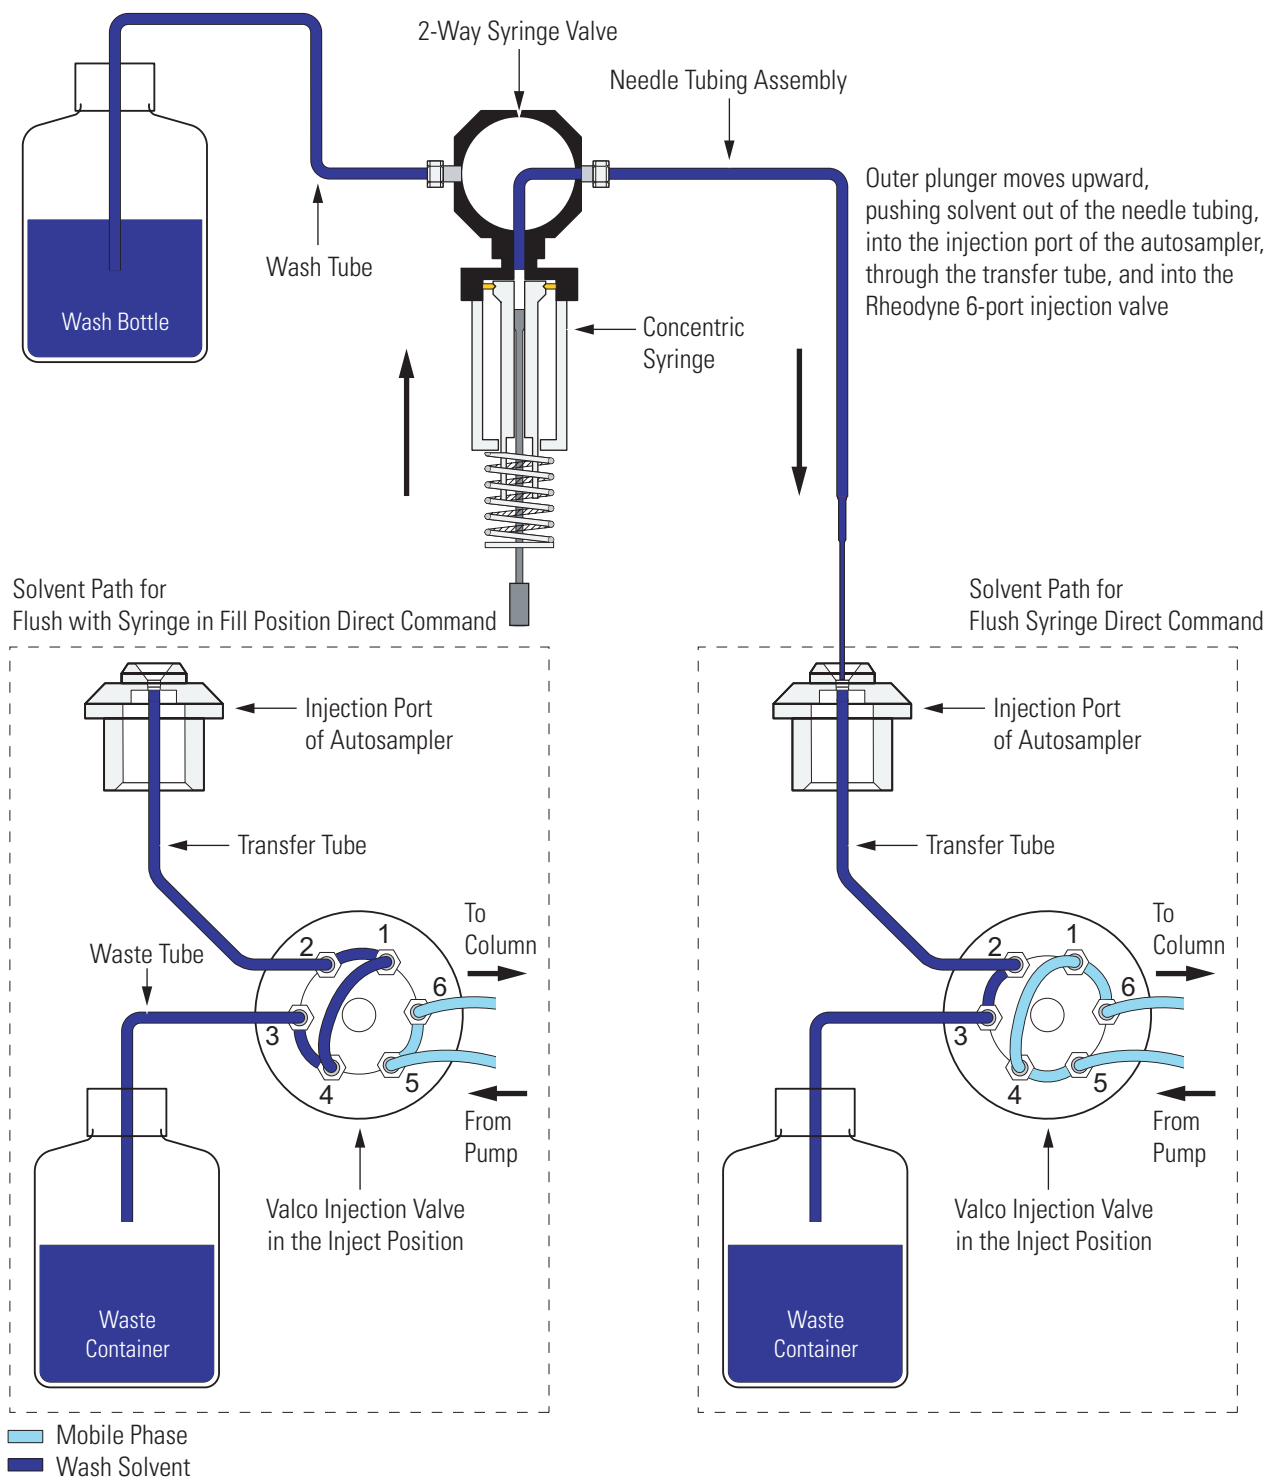 2-Way Syringe Valve
Needle Tubing Assembly
Outer plunger moves upward,
pushing solvent out of the needle tubing,
into the injection port of the autosampler,
through the transfer tube, and into the
Rheodyne 6-port injection valve
Wash Tube
Wash Bottle
Concentric
Syringe
Solvent Path for
Flush with Syringe in Fill Position Direct Command
Injection Port
of Autosampler
Transfer Tube
Waste Tube
1
2
3
4
5
6
To
Column
From
Pump
Valco Injection Valve
in the Inject Position
Waste
Container
Solvent Path for
Flush Syringe Direct Command
Injection Port
of Autosampler
Transfer Tube
1
2
3
4
5
6
To
Column
From
Pump
Valco Injection Valve
in the Inject Position
Waste
Container
Mobile Phase
Wash Solvent